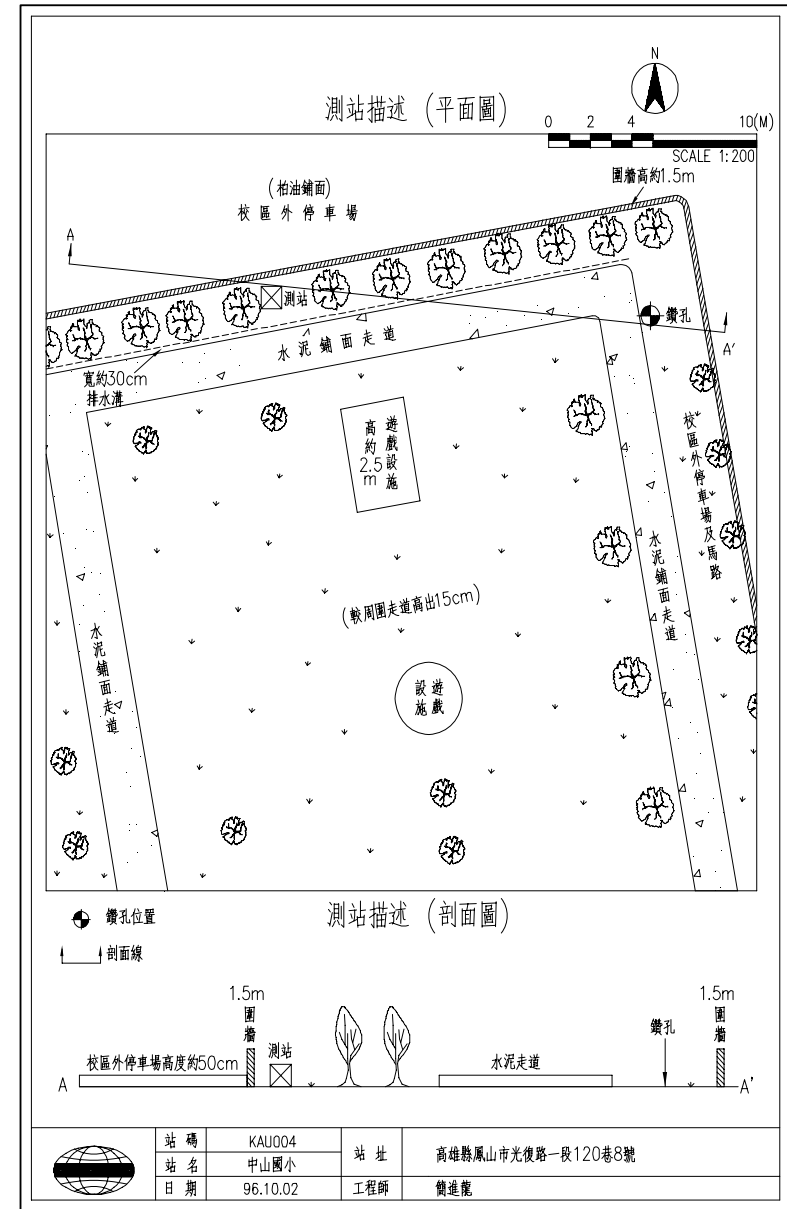 N
測站描述 (平面圖)
0 2 4 10(M)
SCALE 1:200
圍牆高約1.5m
(柏油鋪面)
校區外停車場
A
測站
鑽孔
A'
水泥鋪面走道
寬約30cm
排水溝
遊戲設施
高約2.5m
校區外停車場及馬路
水泥鋪面走道
(較周圍走道高出15cm)
水泥鋪面走道
遊戲
設施
鑽孔位置
測站描述 (剖面圖)
剖面線
1.5m
圍牆
1.5m
圍牆
鑽孔
測站
校區外停車場高度約50cm
水泥走道
A
A'
站碼 KAU004 站址 高雄縣鳳山市光復路一段120巷8號
站名 中山國小
日期 96.10.02 工程師 簡進龍